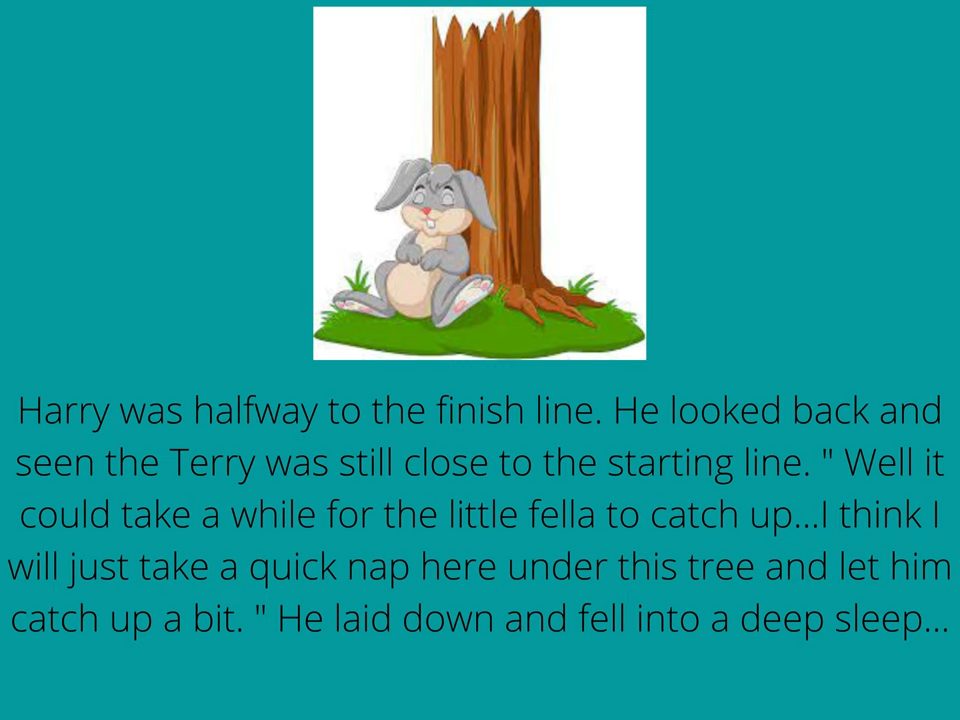 Harry was halfway to the finish line. He looked back and
seen the Terry was still close to the starting line. " Well it
could take a while for the little fella to catch up...I think I
will just take a quick nap here under this tree and let him
catch up a bit. " He laid down and fell into a deep sleep...